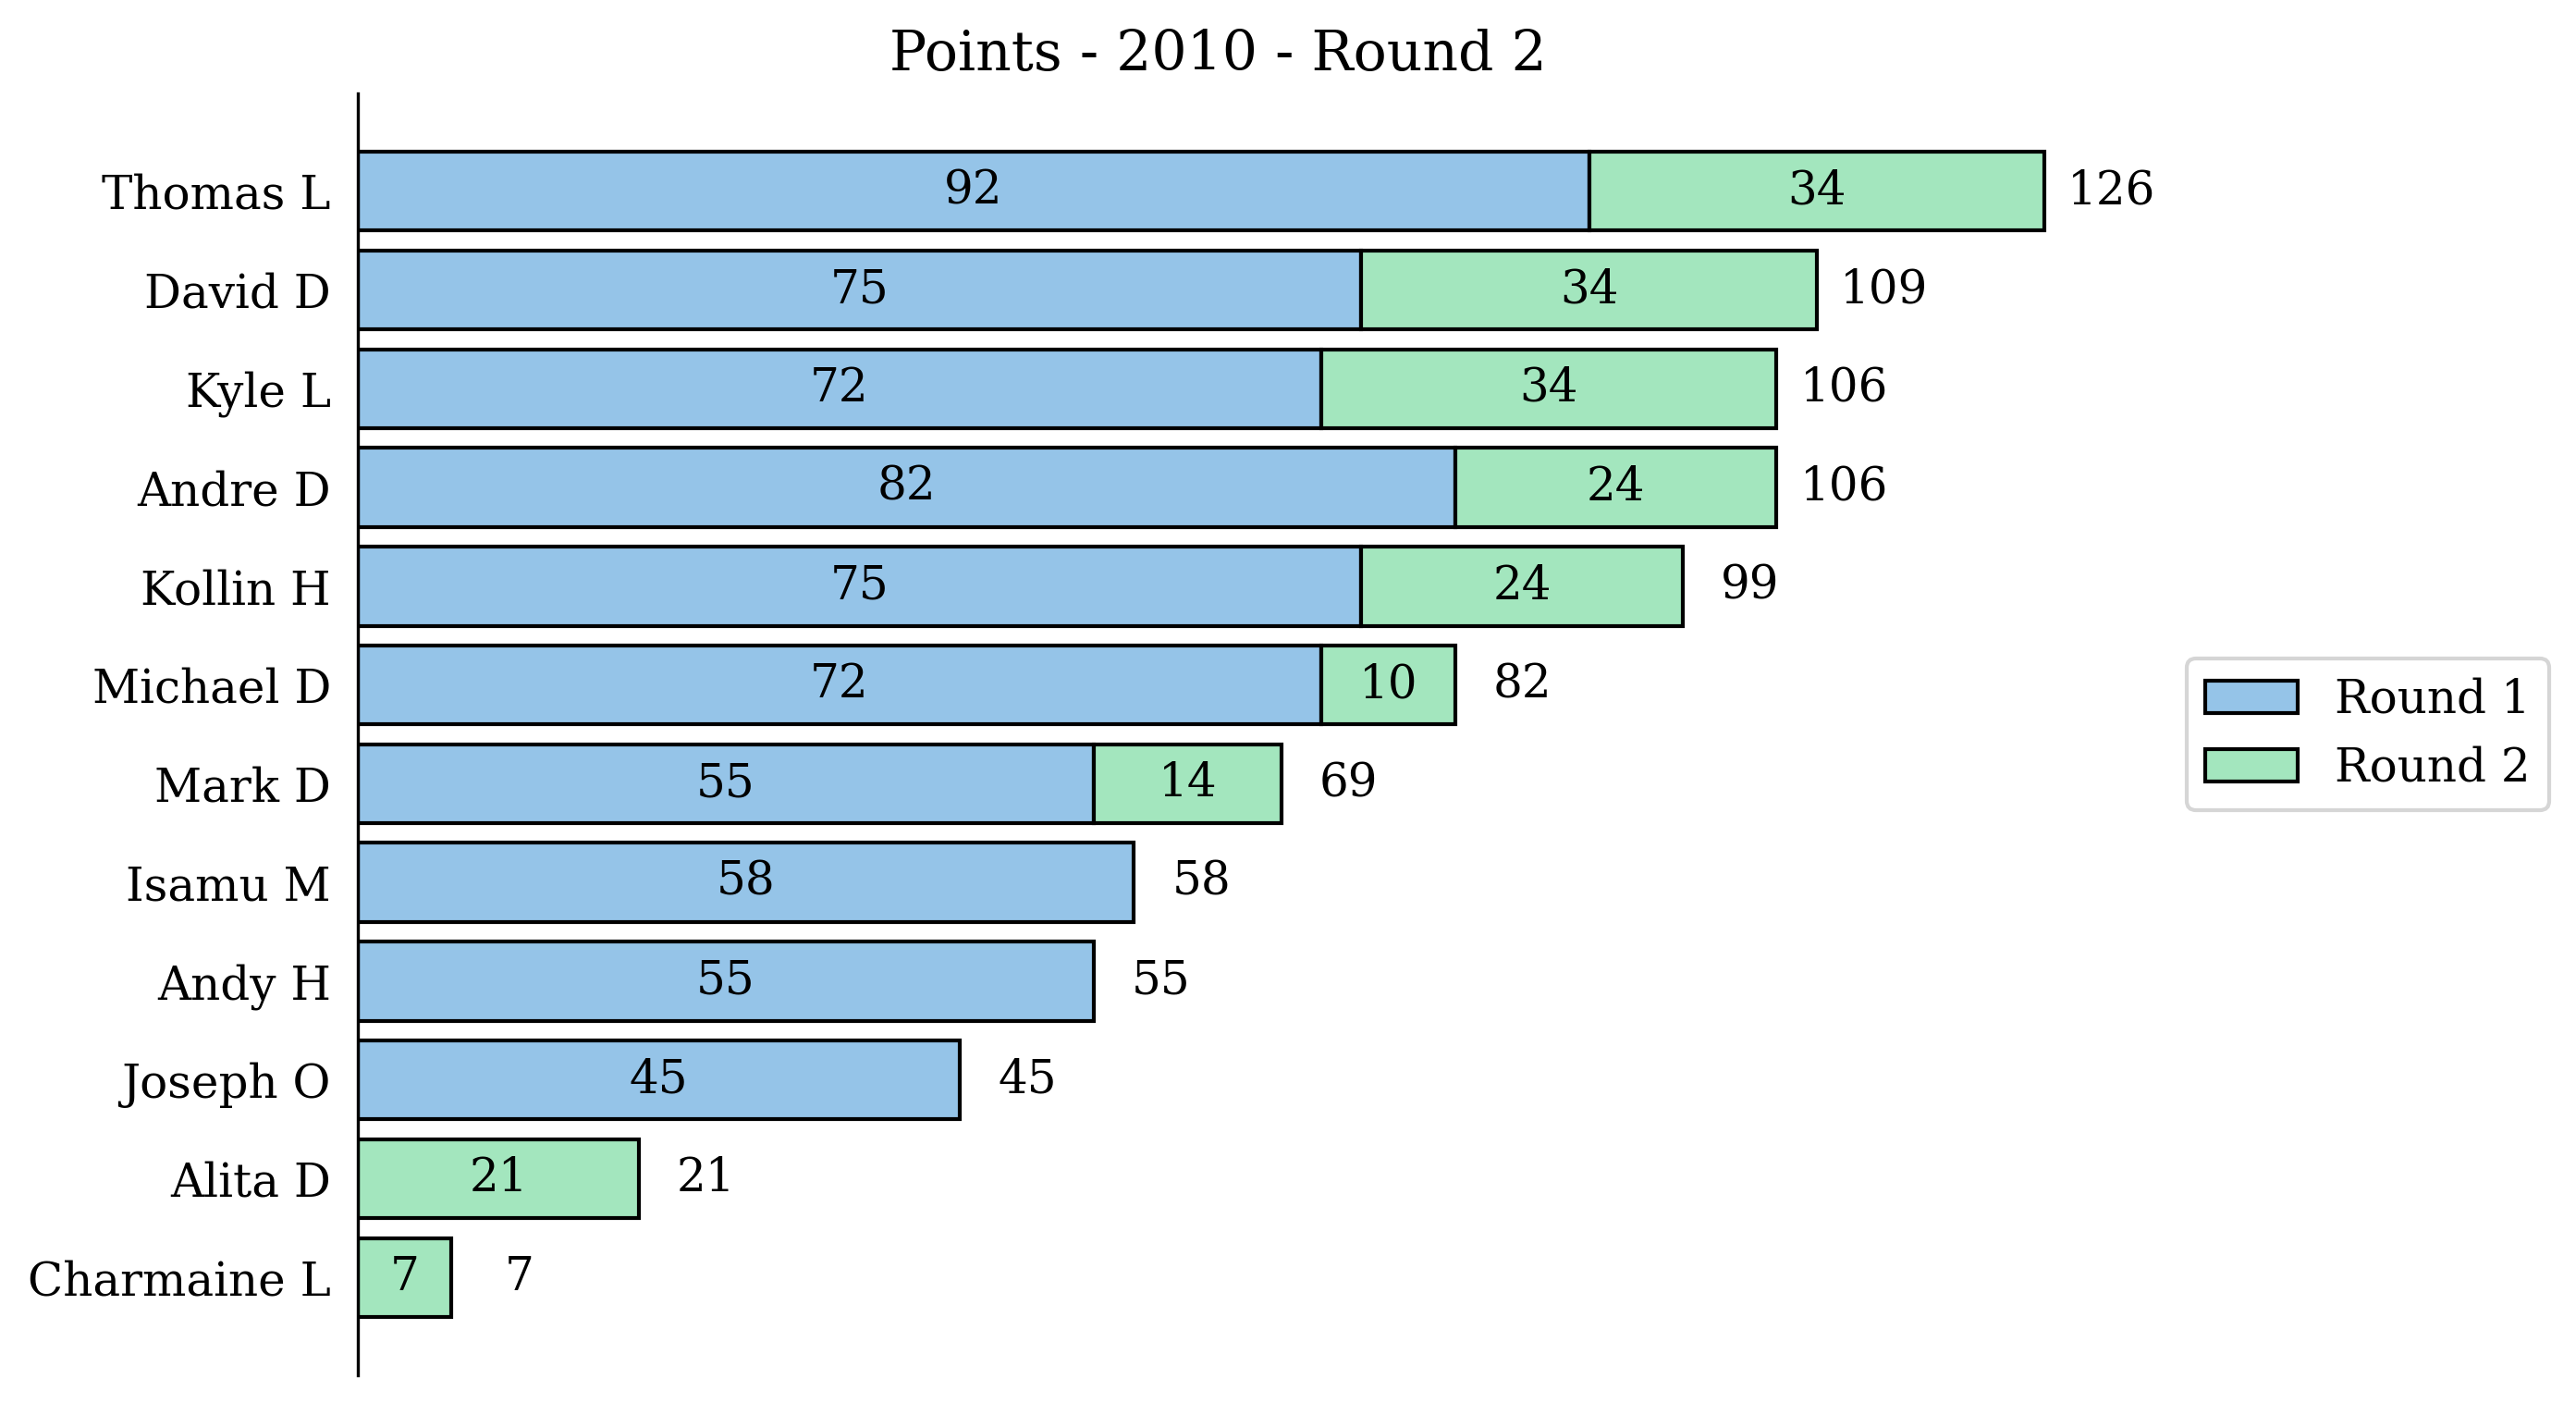 Points - 2010 - Round 2
Thomas L 92 34 126
David D 75 34 109
Kyle L 72 34 106
Andre D 82 24 106
Kollin H 75 24 99
Michael D 72 10 82
Mark D 55 14 69
Isamu M 58 58
Andy H 55 55
Joseph O 45 45
Alita D 21 21
Charmaine L 7 7
Round 1
Round 2